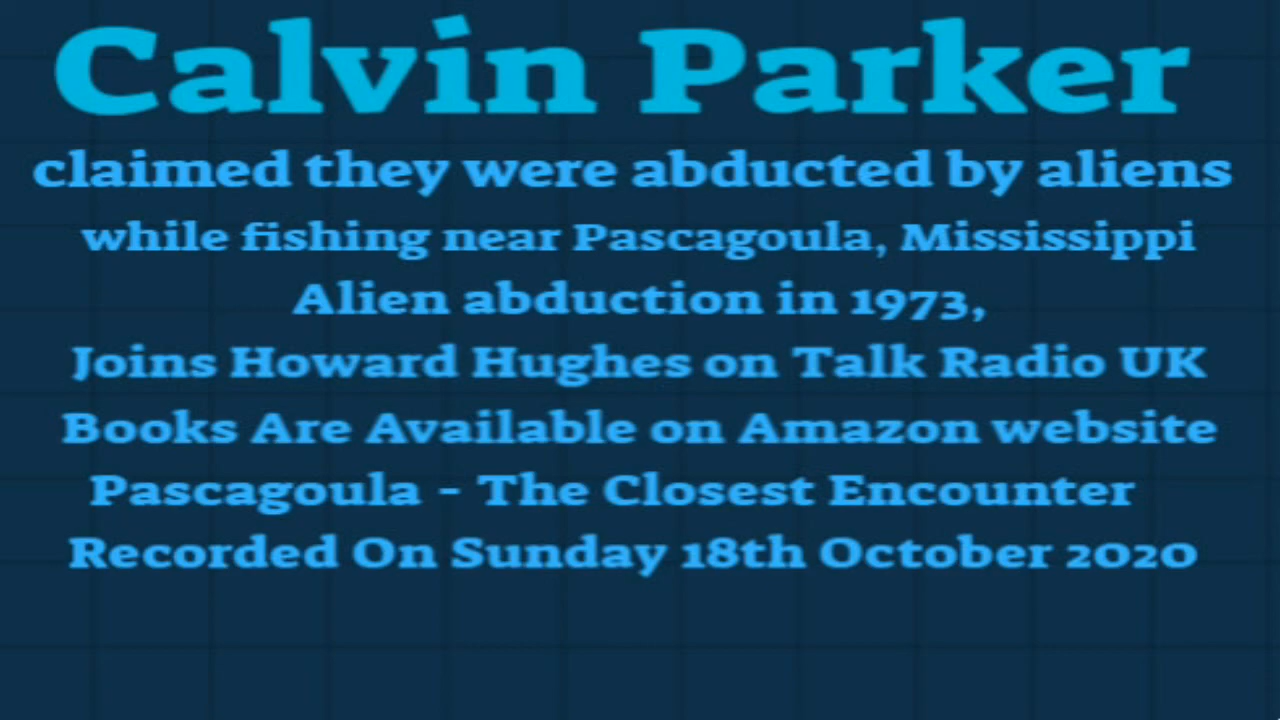 Calvin Parker
claimed they were abducted by aliens
while fishing near Pascagoula, Mississippi
Alien abduction in 1973,
Joins Howard Hughes on Talk Radio UK
Books Are Available on Amazon website
Pascagoula - The Closest Encounter
Recorded On Sunday 18th October 2020